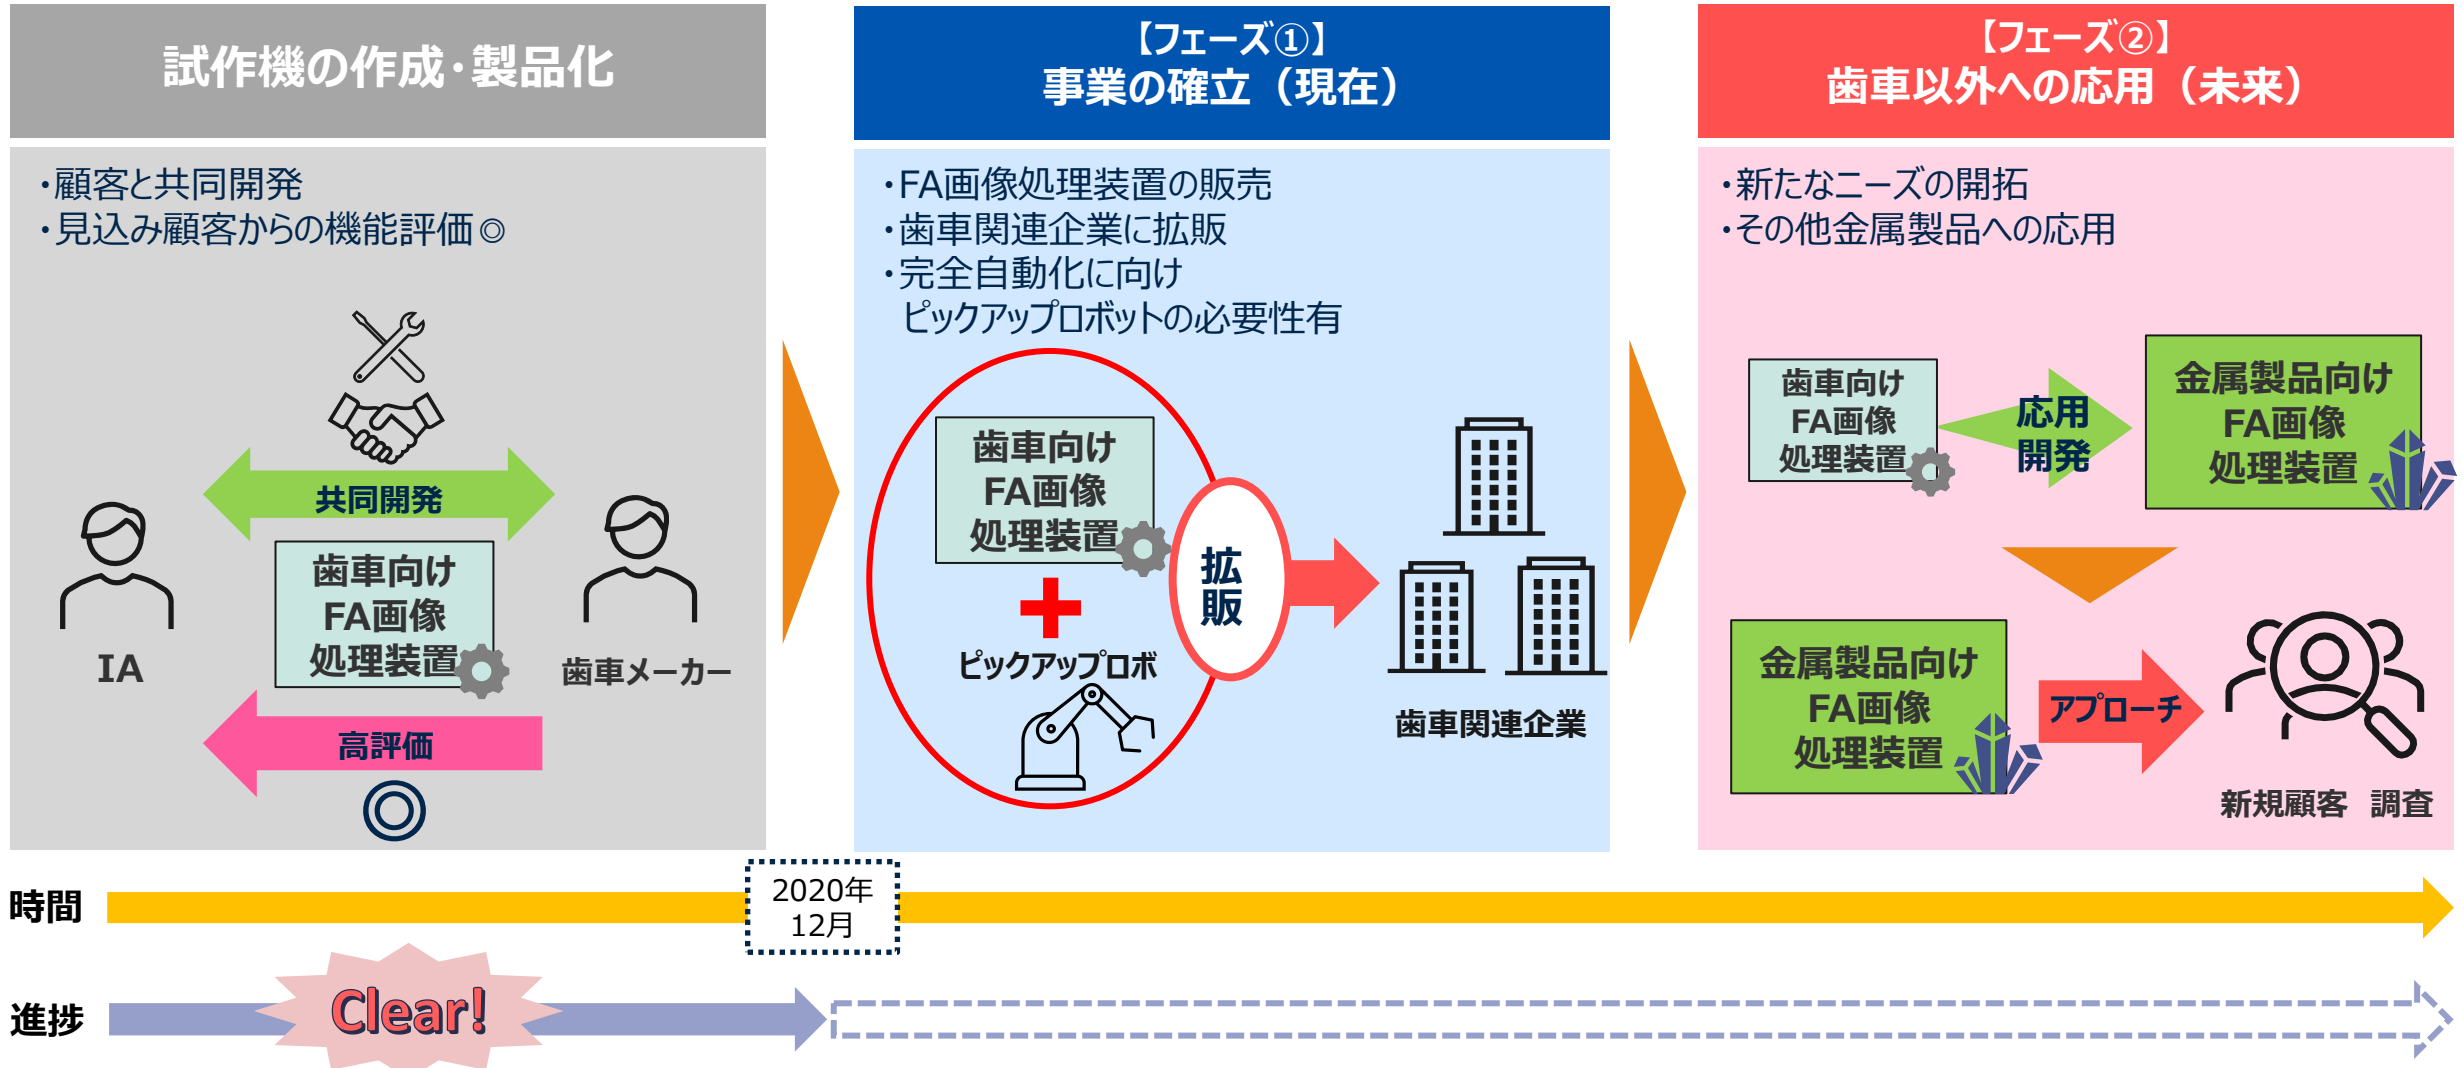 試作機の作成・製品化
・顧客と共同開発
・見込み顧客からの機能評価◎
共同開発
歯車向け
FA画像
処理装置
IA
歯車メーカー
高評価
【フェーズ①】
事業の確立（現在）
・FA画像処理装置の販売
・歯車関連企業に拡販
・完全自動化に向け
ピックアップロボットの必要性有
歯車向け
FA画像
処理装置
ピックアップロボ
拡
販
歯車関連企業
【フェーズ②】
歯車以外への応用（未来）
・新たなニーズの開拓
・その他金属製品への応用
歯車向け
FA画像
処理装置
応用
開発
金属製品向け
FA画像
処理装置
金属製品向け
FA画像
処理装置
アプローチ
新規顧客　調査
時間
2020年
12月
進捗
Clear!